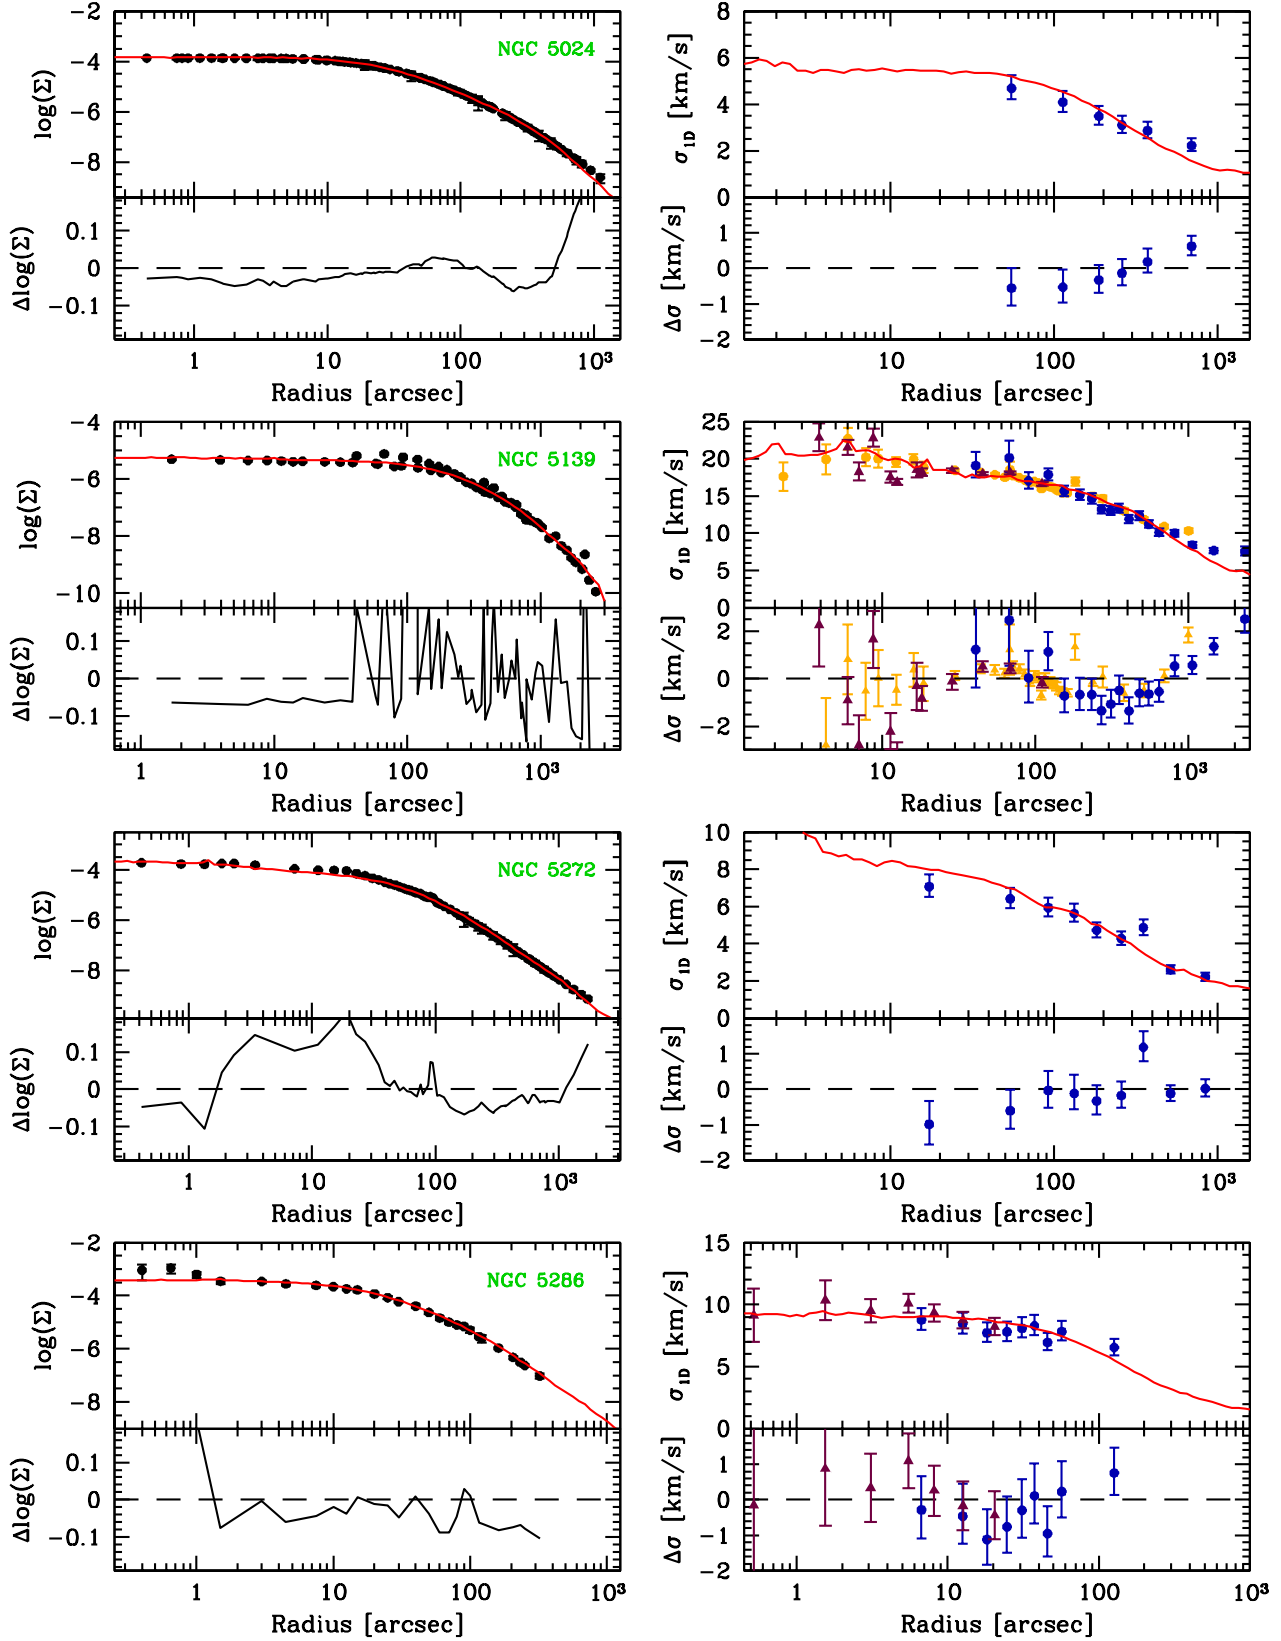 −2
−4
−6
−8
log(Σ)
NGC 5024
0.1
0
−0.1
Δlog(Σ)
1 10 100 10³
Radius [arcsec]
8
6
4
2
0
σ1D [km/s]
1
0
−1
−2
Δσ [km/s]
10 100 10³
Radius [arcsec]
−4
−6
−8
−10
log(Σ)
NGC 5139
0.1
0
−0.1
Δlog(Σ)
1 10 100 10³
Radius [arcsec]
25
20
15
10
5
0
σ1D [km/s]
2
0
−2
Δσ [km/s]
10 100 10³
Radius [arcsec]
−4
−6
−8
log(Σ)
NGC 5272
0.1
0
−0.1
Δlog(Σ)
1 10 100 10³
Radius [arcsec]
10
8
6
4
2
0
σ1D [km/s]
1
0
−1
−2
Δσ [km/s]
10 100 10³
Radius [arcsec]
−2
−4
−6
−8
log(Σ)
NGC 5286
0.1
0
−0.1
Δlog(Σ)
1 10 100 10³
Radius [arcsec]
15
10
5
0
σ1D [km/s]
1
0
−1
−2
Δσ [km/s]
1 10 100 10³
Radius [arcsec]